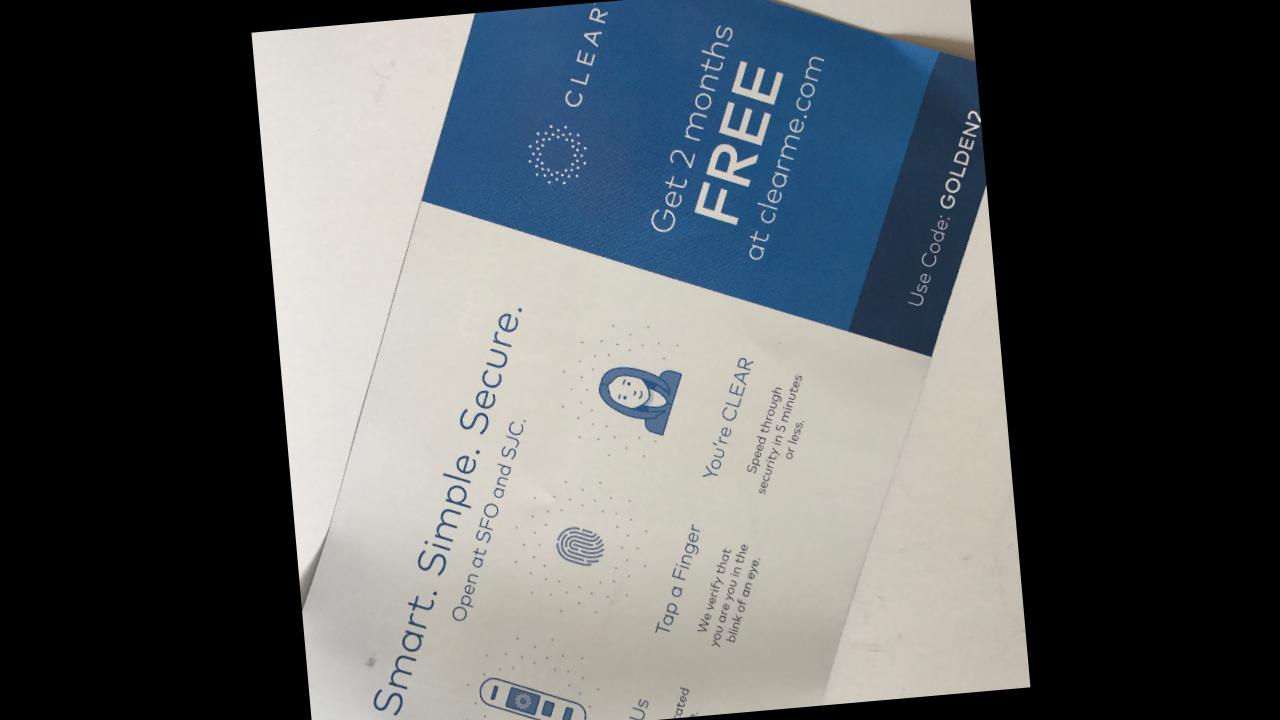 CLEAR
Get 2 months
FREE
at clearme.com
Use Code: GOLDEN2
Smart. Simple. Secure.
Open at SFO and SJC.
Us
Tap a Finger
We verify that
you are you in the
blink of an eye.
You're CLEAR
Speed through
security in 5 minutes
or less.